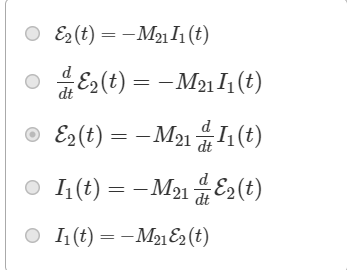 ℰ₂(t) = −M₂₁I₁(t)
d/dt ℰ₂(t) = −M₂₁I₁(t)
ℰ₂(t) = −M₂₁ d/dt I₁(t)
I₁(t) = −M₂₁ d/dt ℰ₂(t)
I₁(t) = −M₂₁ℰ₂(t)